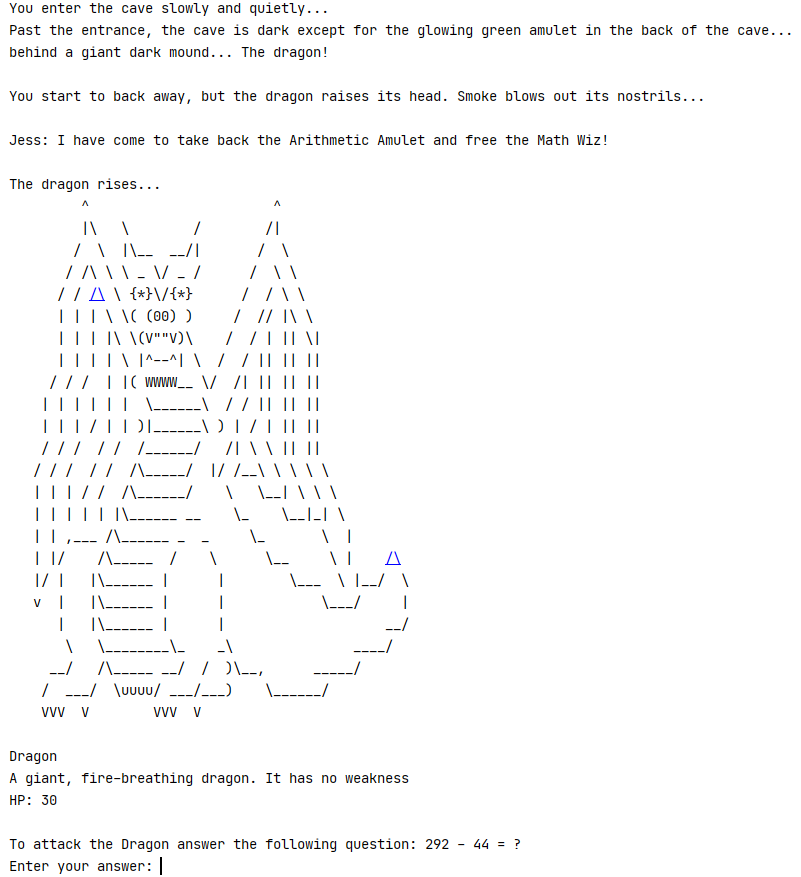 You enter the cave slowly and quietly...
Past the entrance, the cave is dark except for the glowing green amulet in the back of the cave...
behind a giant dark mound... The dragon!
You start to back away, but the dragon raises its head. Smoke blows out its nostrils...
Jess: I have come to take back the Arithmetic Amulet and free the Math Wiz!
The dragon rises...
Dragon
A giant, fire-breathing dragon. It has no weakness
HP: 30
To attack the Dragon answer the following question: 292 - 44 = ?
Enter your answer: